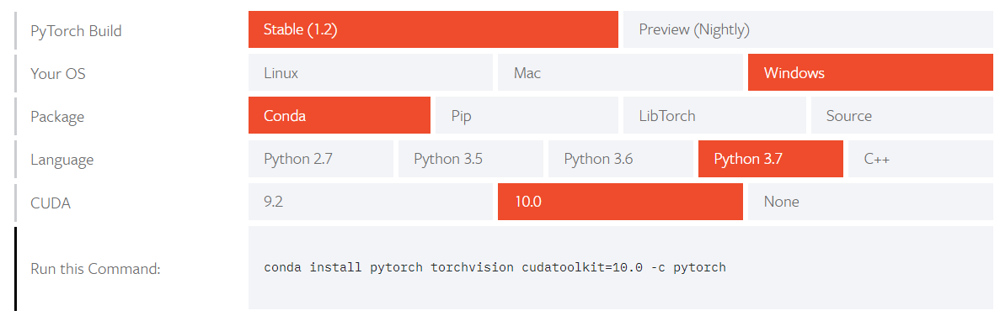 PyTorch Build Stable (1.2) Preview (Nightly)
Your OS Linux Mac Windows
Package Conda Pip LibTorch Source
Language Python 2.7 Python 3.5 Python 3.6 Python 3.7 C++
CUDA 9.2 10.0 None
Run this Command: conda install pytorch torchvision cudatoolkit=10.0 -c pytorch